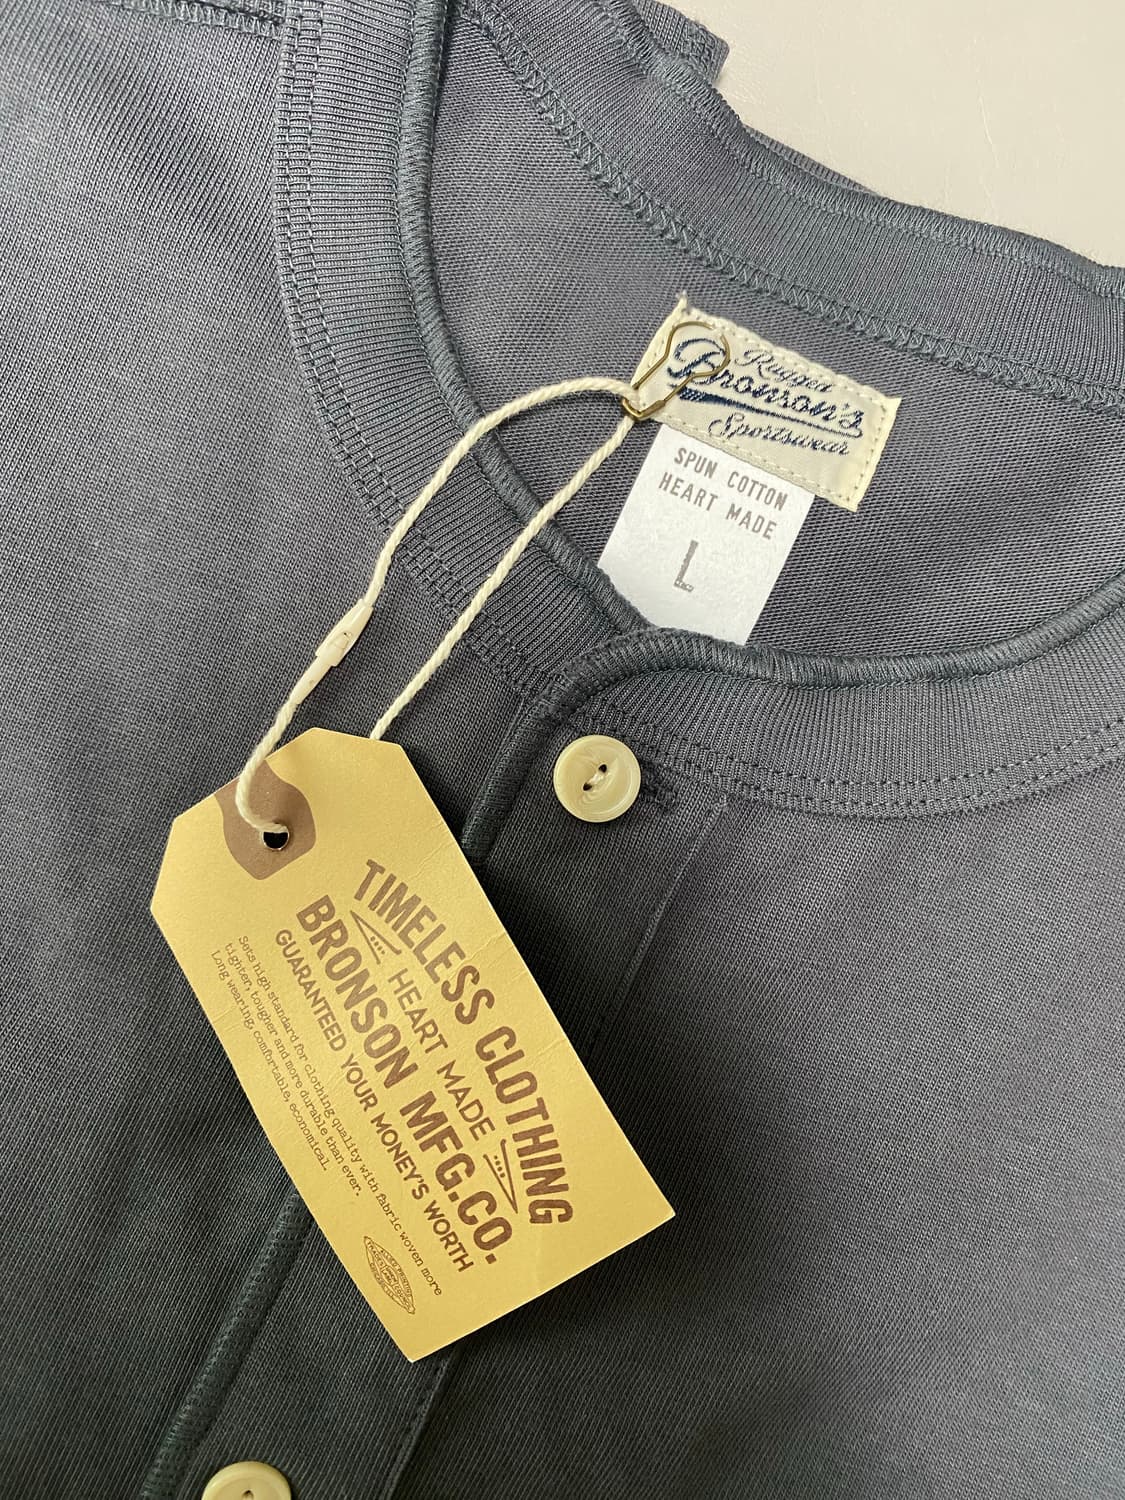 Rugged
Bronson's
Sportswear
SPUN COTTON
HEART MADE
L
TIMELESS CLOTHING
HEART MADE
BRONSON MFG.CO.
GUARANTEED YOUR MONEY'S WORTH
Sets high standard for clothing quality with fabric woven more
tighter, tougher and more durable than ever.
Long wearing, comfortable, economical.